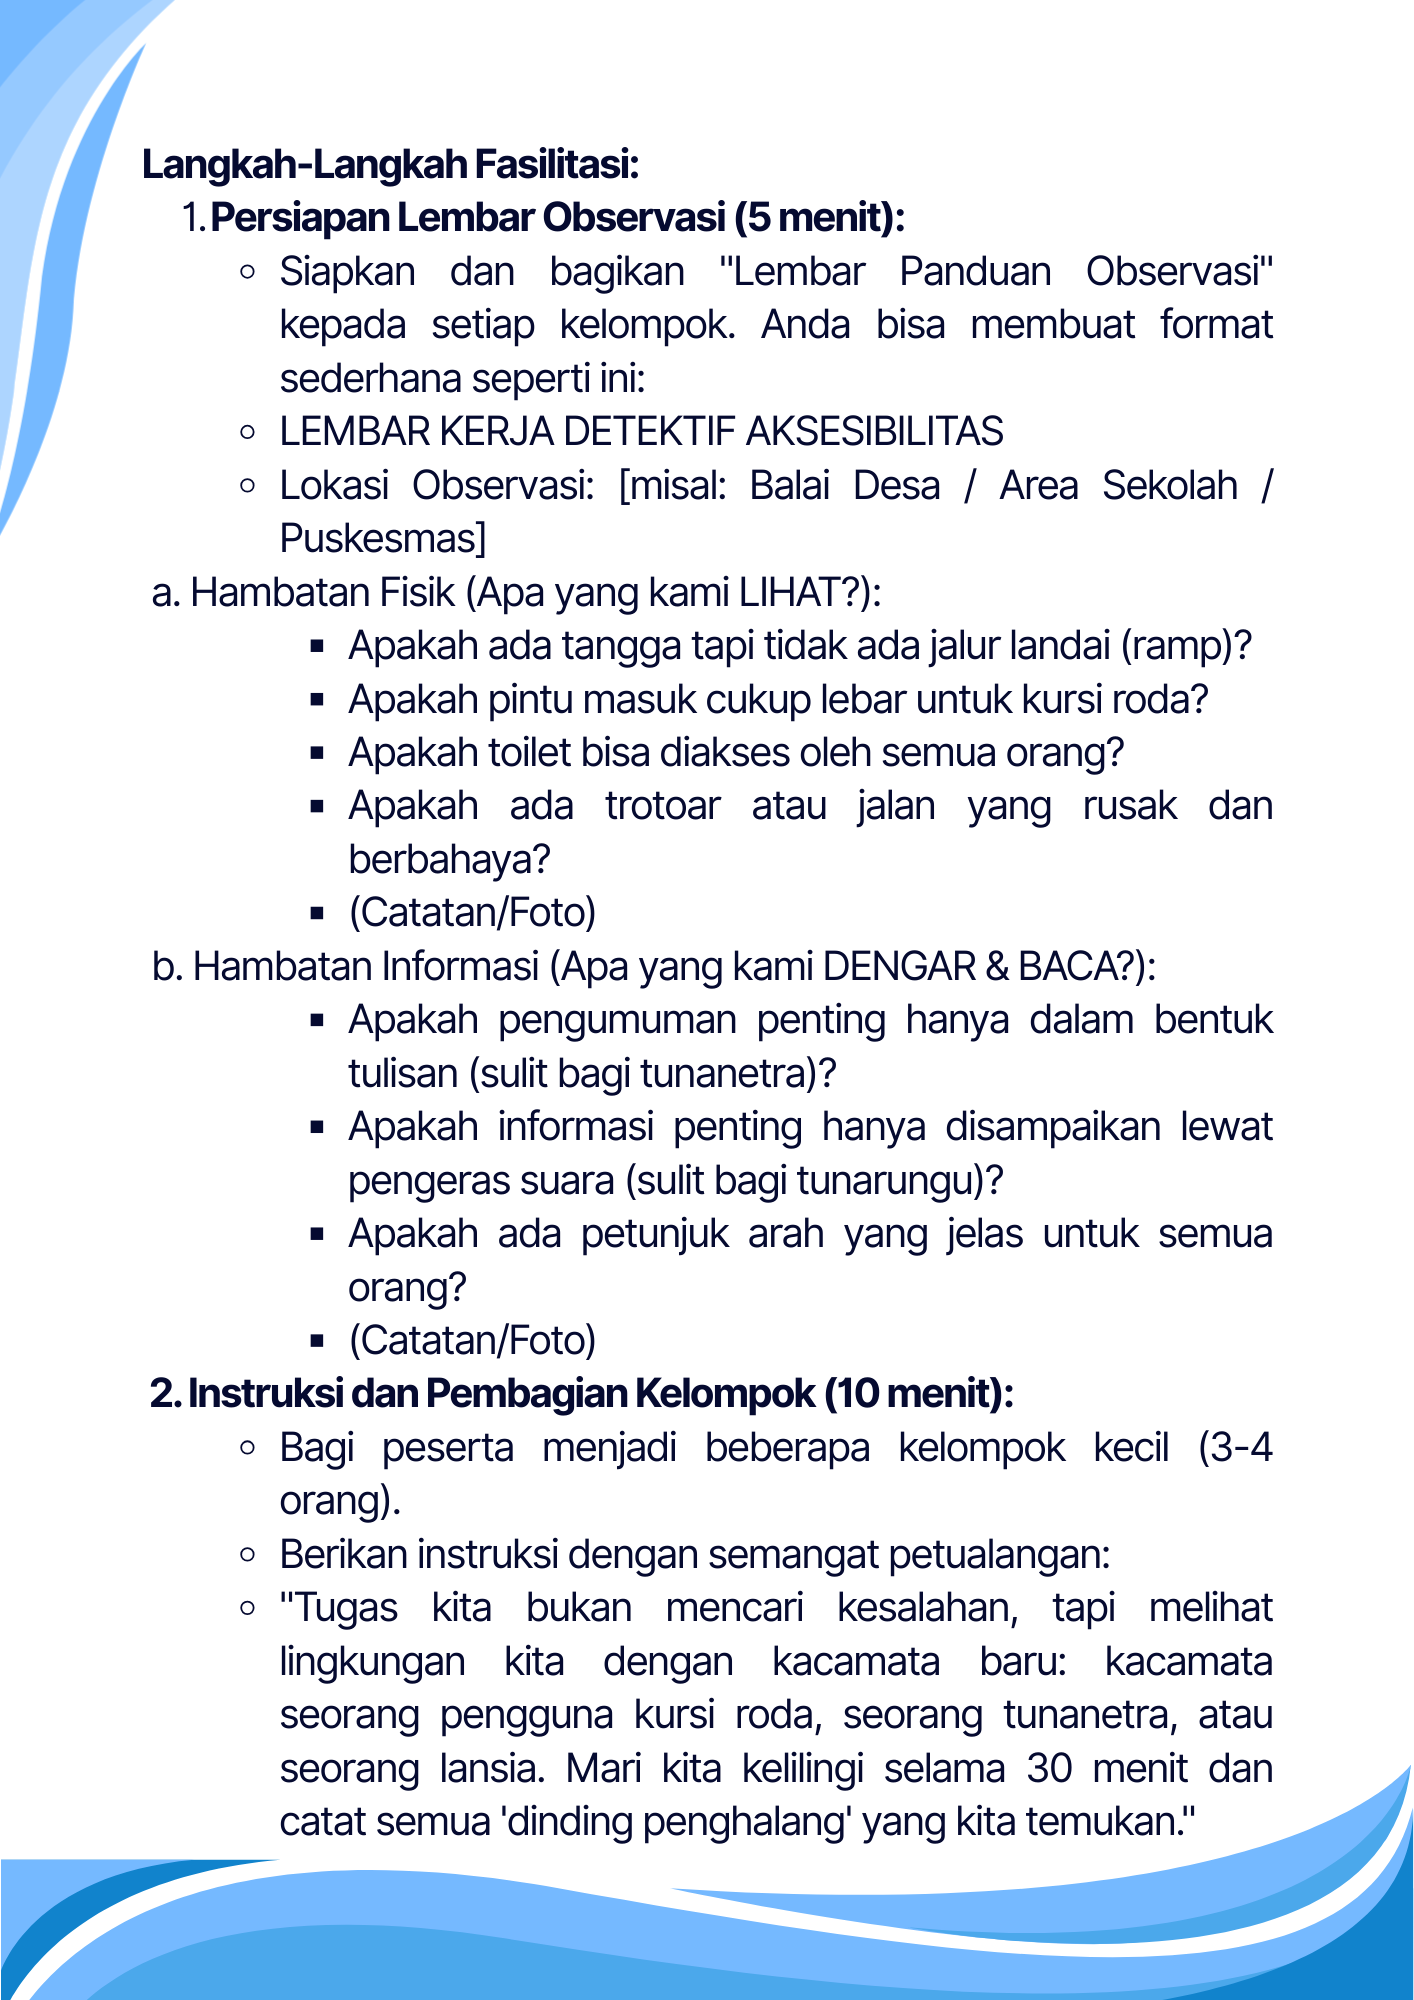 Langkah-Langkah Fasilitasi:
1. Persiapan Lembar Observasi (5 menit):
○ Siapkan dan bagikan "Lembar Panduan Observasi"
kepada setiap kelompok. Anda bisa membuat format
sederhana seperti ini:
○ LEMBAR KERJA DETEKTIF AKSESIBILITAS
○ Lokasi Observasi: [misal: Balai Desa / Area Sekolah /
Puskesmas]
a. Hambatan Fisik (Apa yang kami LIHAT?):
▪ Apakah ada tangga tapi tidak ada jalur landai (ramp)?
▪ Apakah pintu masuk cukup lebar untuk kursi roda?
▪ Apakah toilet bisa diakses oleh semua orang?
▪ Apakah ada trotoar atau jalan yang rusak dan
berbahaya?
▪ (Catatan/Foto)
b. Hambatan Informasi (Apa yang kami DENGAR & BACA?):
▪ Apakah pengumuman penting hanya dalam bentuk
tulisan (sulit bagi tunanetra)?
▪ Apakah informasi penting hanya disampaikan lewat
pengeras suara (sulit bagi tunarungu)?
▪ Apakah ada petunjuk arah yang jelas untuk semua
orang?
▪ (Catatan/Foto)
2. Instruksi dan Pembagian Kelompok (10 menit):
○ Bagi peserta menjadi beberapa kelompok kecil (3-4
orang).
○ Berikan instruksi dengan semangat petualangan:
○ "Tugas kita bukan mencari kesalahan, tapi melihat
lingkungan kita dengan kacamata baru: kacamata
seorang pengguna kursi roda, seorang tunanetra, atau
seorang lansia. Mari kita kelilingi selama 30 menit dan
catat semua 'dinding penghalang' yang kita temukan."